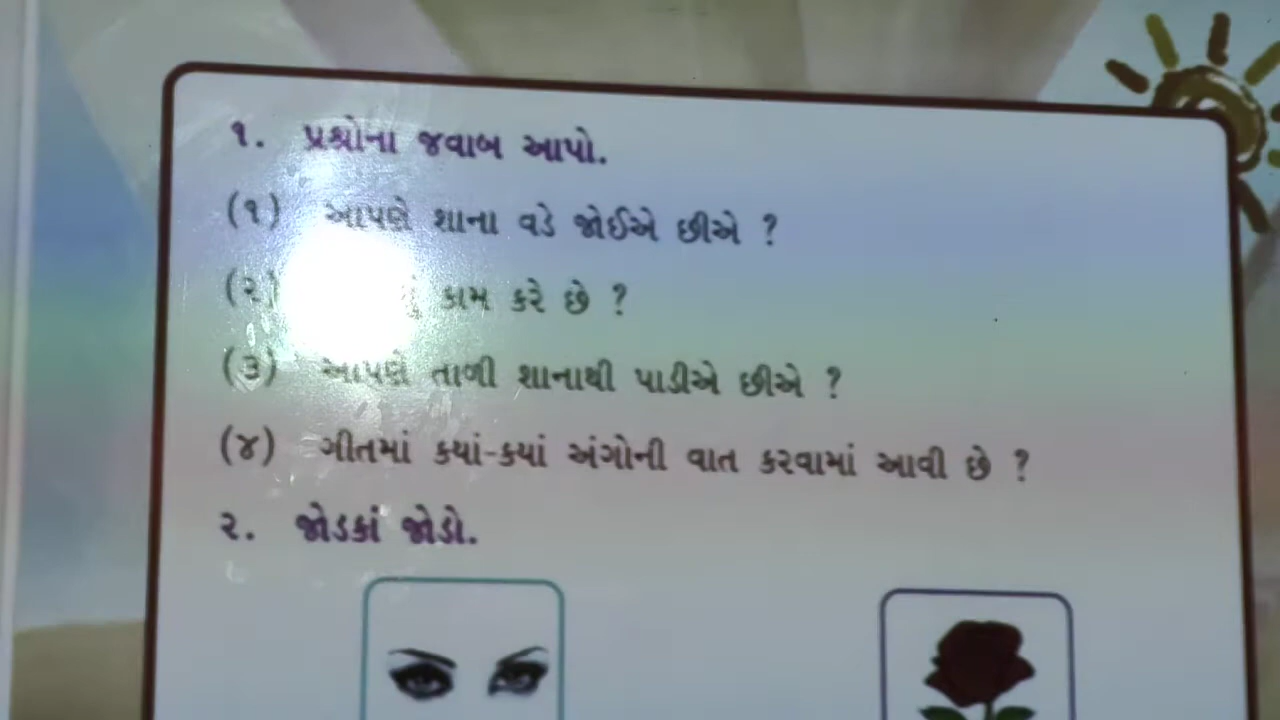 ૧. પ્રશ્નોના જવાબ આપો.
(૧) આપણે શાના વડે જોઈએ છીએ ?
(૨) કામ કરે છે ?
(૩) આપણે તાળી શાનાથી પાડીએ છીએ ?
(૪) ગીતમાં કયાં-કયાં અંગોની વાત કરવામાં આવી છે ?
૨. જોડકાં જોડો.